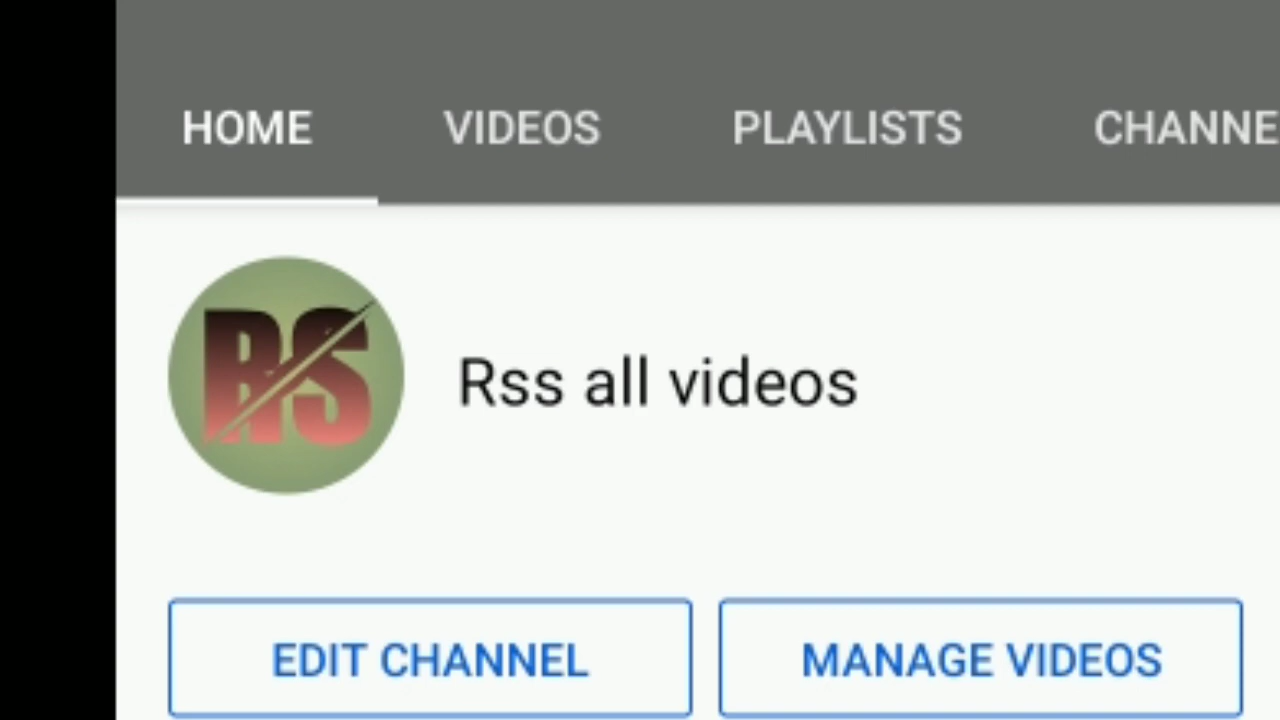 HOME VIDEOS PLAYLISTS CHANNE
RS
Rss all videos
EDIT CHANNEL MANAGE VIDEOS